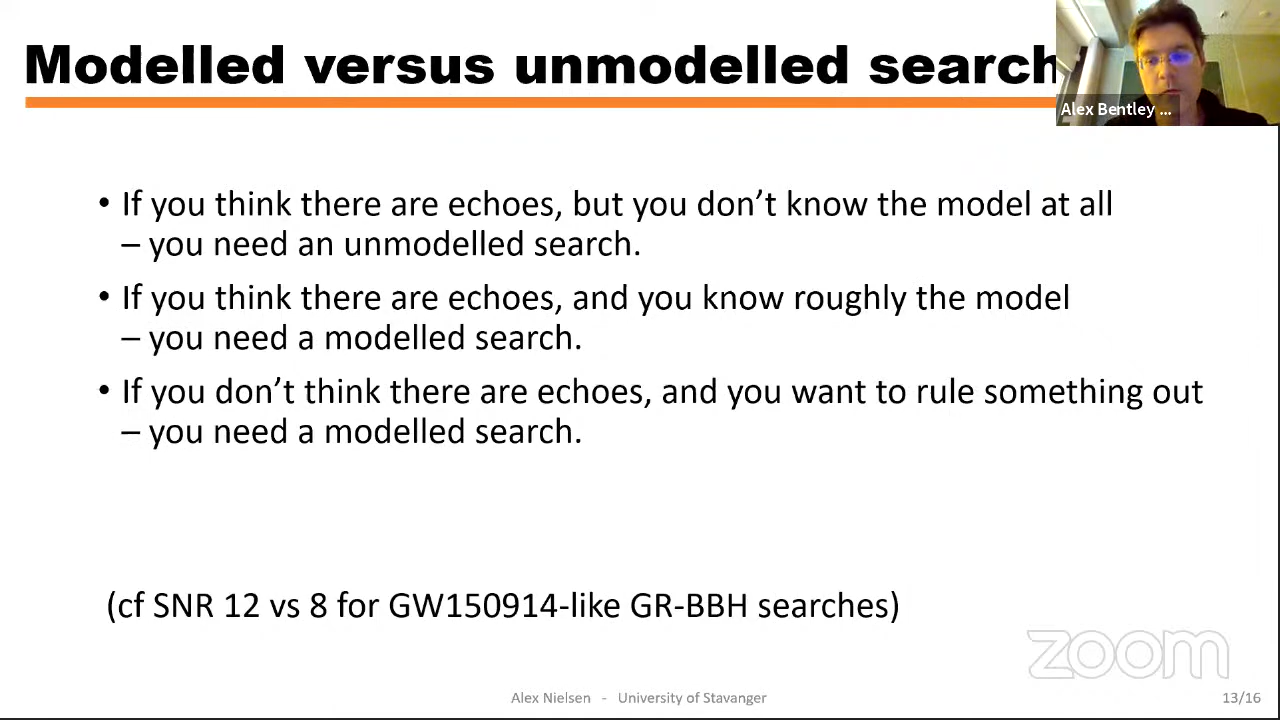 Modelled versus unmodelled search
Alex Bentley ...
• If you think there are echoes, but you don’t know the model at all
– you need an unmodelled search.
• If you think there are echoes, and you know roughly the model
– you need a modelled search.
• If you don’t think there are echoes, and you want to rule something out
– you need a modelled search.
(cf SNR 12 vs 8 for GW150914-like GR-BBH searches)
zoom
Alex Nielsen - University of Stavanger
13/16